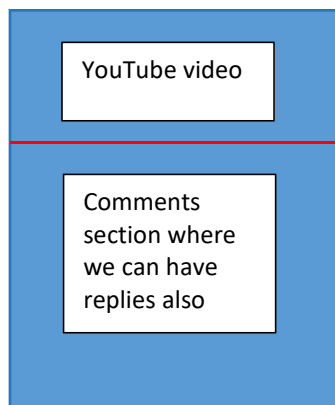 YouTube video
Comments
section where
we can have
replies also